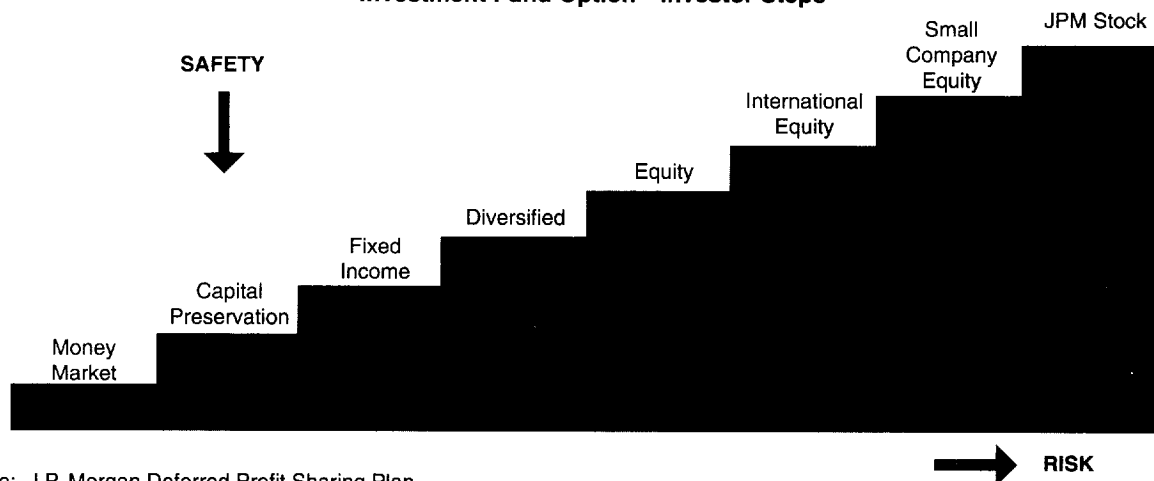 JPM Stock
Small
Company
Equity
SAFETY
International
Equity
Equity
Diversified
Fixed
Income
Capital
Preservation
Money
Market
RISK
J.P. Morgan Deferred Profit Sharing Plan